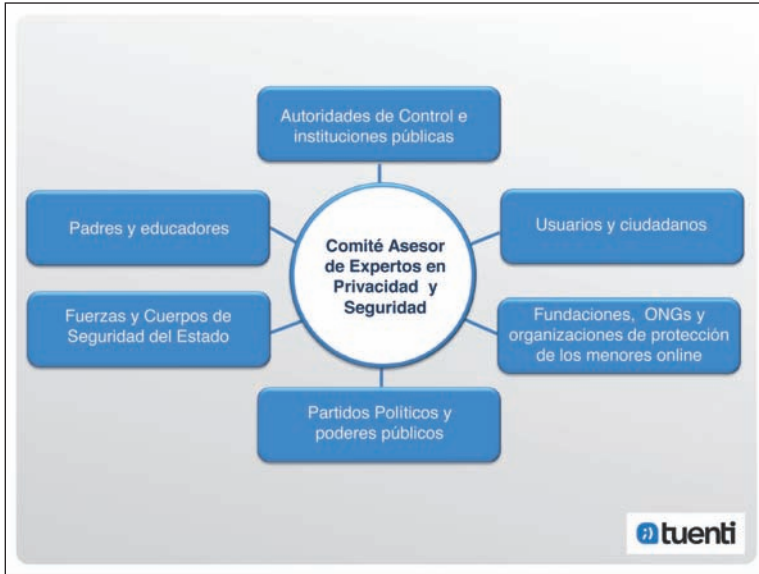 Autoridades de Control e
instituciones públicas
Padres y educadores
Usuarios y ciudadanos
Comité Asesor
de Expertos en
Privacidad y
Seguridad
Fuerzas y Cuerpos de
Seguridad del Estado
Fundaciones, ONGs y
organizaciones de protección
de los menores online
Partidos Políticos y
poderes públicos
tuenti